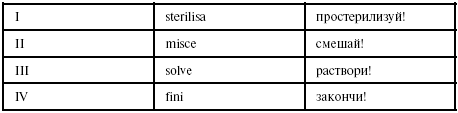 I sterilisa простерилизуй!
II misce смешай!
III solve раствори!
IV fini закончи!